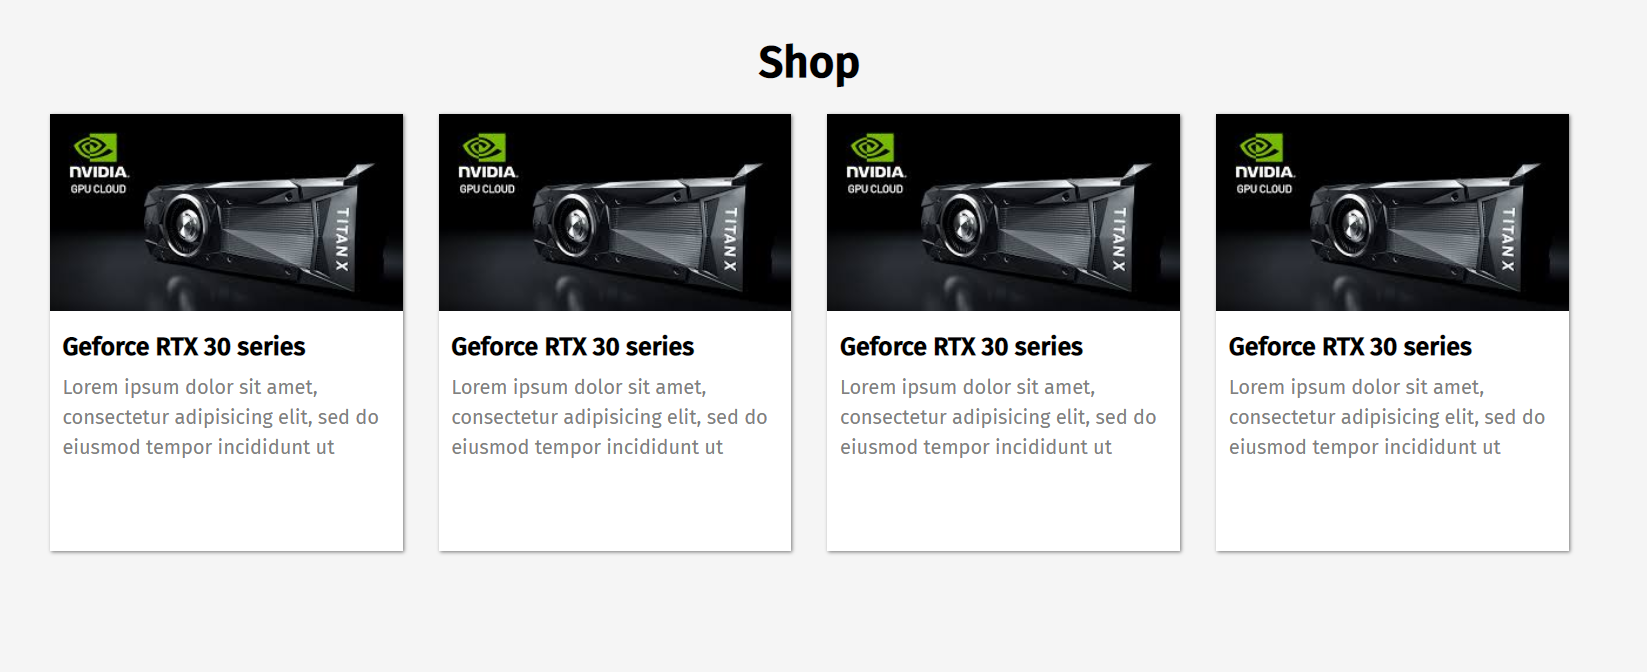 Shop
NVIDIA.
GPU CLOUD
TITAN X
NVIDIA.
GPU CLOUD
TITAN X
NVIDIA.
GPU CLOUD
TITAN X
NVIDIA.
GPU CLOUD
TITAN X
Geforce RTX 30 series
Lorem ipsum dolor sit amet,
consectetur adipisicing elit, sed do
eiusmod tempor incididunt ut
Geforce RTX 30 series
Lorem ipsum dolor sit amet,
consectetur adipisicing elit, sed do
eiusmod tempor incididunt ut
Geforce RTX 30 series
Lorem ipsum dolor sit amet,
consectetur adipisicing elit, sed do
eiusmod tempor incididunt ut
Geforce RTX 30 series
Lorem ipsum dolor sit amet,
consectetur adipisicing elit, sed do
eiusmod tempor incididunt ut